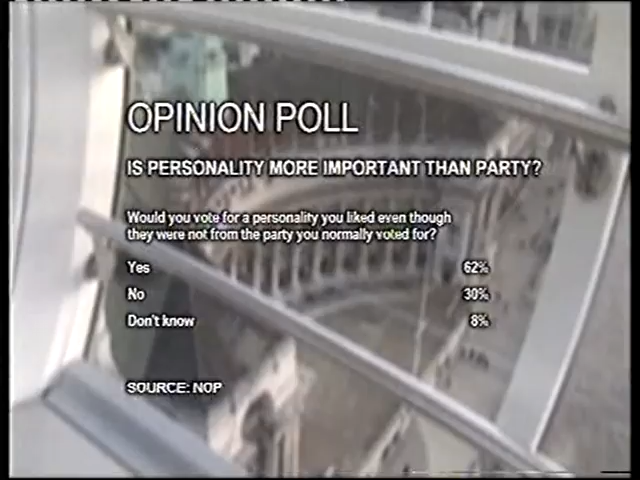 OPINION POLL
IS PERSONALITY MORE IMPORTANT THAN PARTY?
Would you vote for a personality you liked even though
they were not from the party you normally voted for?
Yes 62%
No 30%
Don't know 8%
SOURCE: NOP